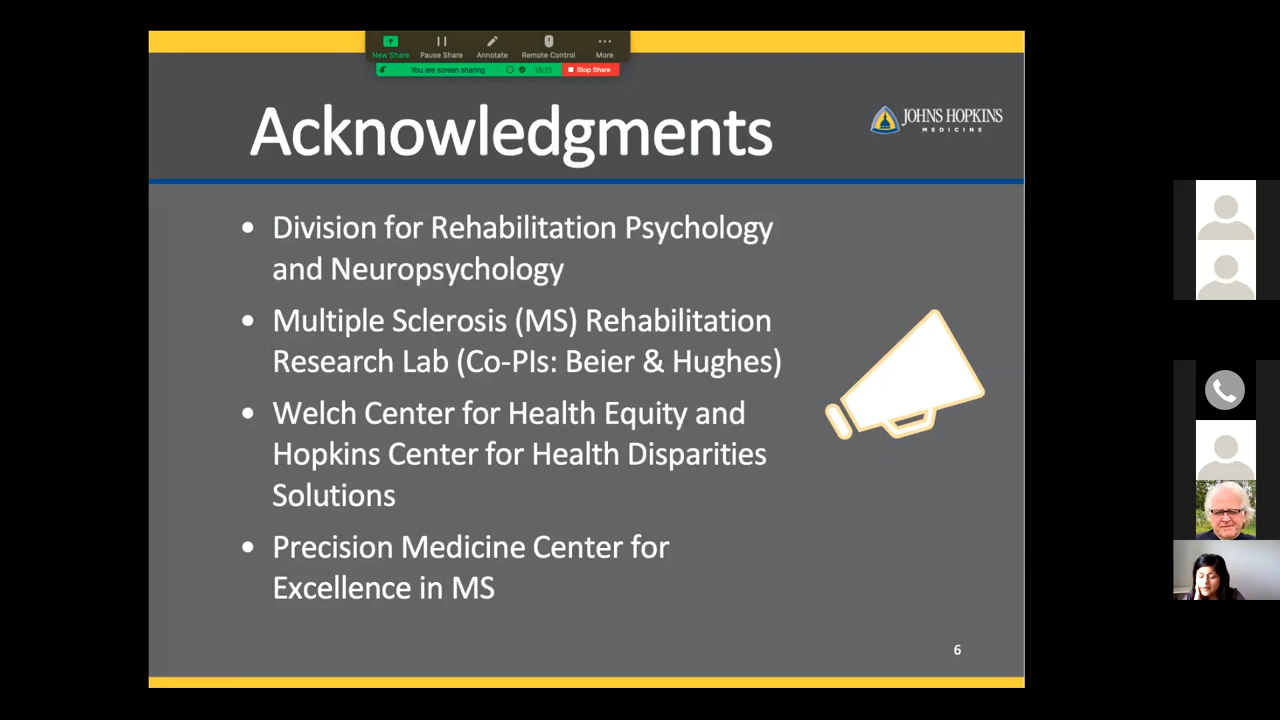 New Share
Pause Share
Annotate
Remote Control
More
You are screen sharing
Stop Share
Acknowledgments
JOHNS HOPKINS
MEDICINE
• Division for Rehabilitation Psychology
and Neuropsychology
• Multiple Sclerosis (MS) Rehabilitation
Research Lab (Co-PIs: Beier & Hughes)
• Welch Center for Health Equity and
Hopkins Center for Health Disparities
Solutions
• Precision Medicine Center for
Excellence in MS
6